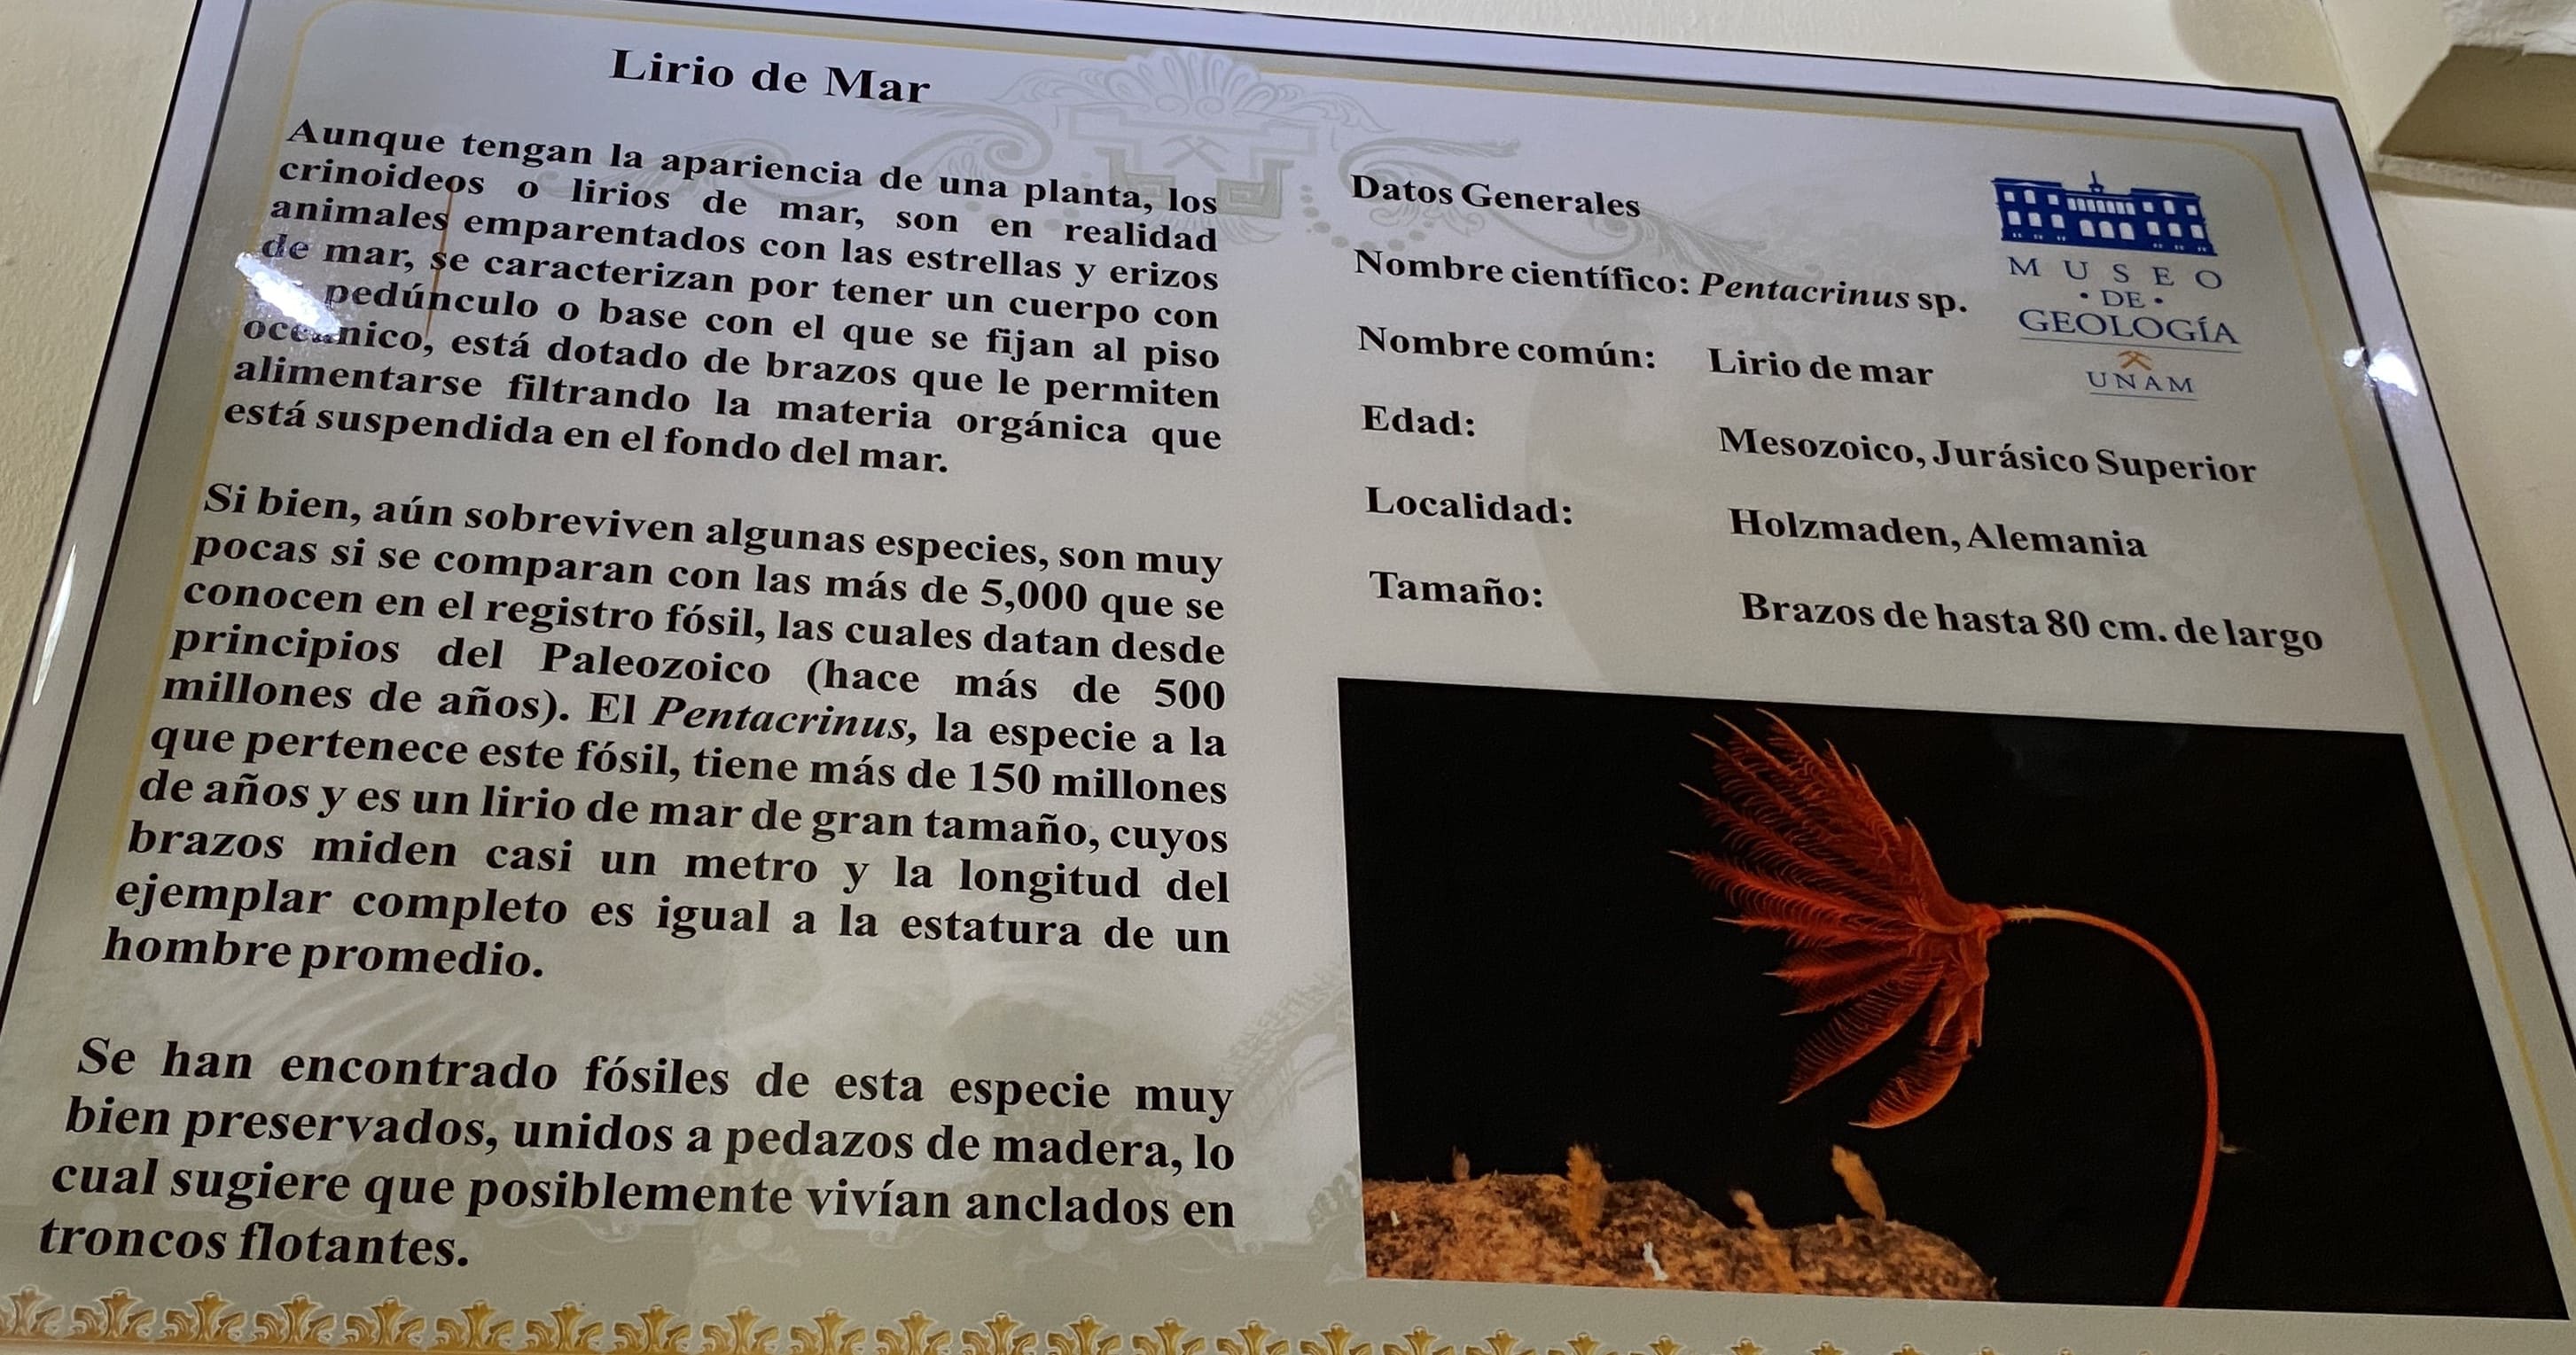 Lirio de Mar
Aunque tengan la apariencia de una planta, los
crinoideos o lirios de mar, son en realidad
animales emparentados con las estrellas y erizos
de mar, se caracterizan por tener un cuerpo con
pedúnculo o base con el que se fijan al piso
oceánico, está dotado de brazos que le permiten
alimentarse filtrando la materia orgánica que
está suspendida en el fondo del mar.
Si bien, aún sobreviven algunas especies, son muy
pocas si se comparan con las más de 5,000 que se
conocen en el registro fósil, las cuales datan desde
principios del Paleozoico (hace más de 500
millones de años). El Pentacrinus, la especie a la
que pertenece este fósil, tiene más de 150 millones
de años y es un lirio de mar de gran tamaño, cuyos
brazos miden casi un metro y la longitud del
ejemplar completo es igual a la estatura de un
hombre promedio.
Se han encontrado fósiles de esta especie muy
bien preservados, unidos a pedazos de madera, lo
cual sugiere que posiblemente vivían anclados en
troncos flotantes.
Datos Generales
Nombre científico: Pentacrinus sp.
Nombre común: Lirio de mar
Edad: Mesozoico, Jurásico Superior
Localidad: Holzmaden, Alemania
Tamaño: Brazos de hasta 80 cm. de largo
MUSEO
• DE •
GEOLOGÍA
UNAM